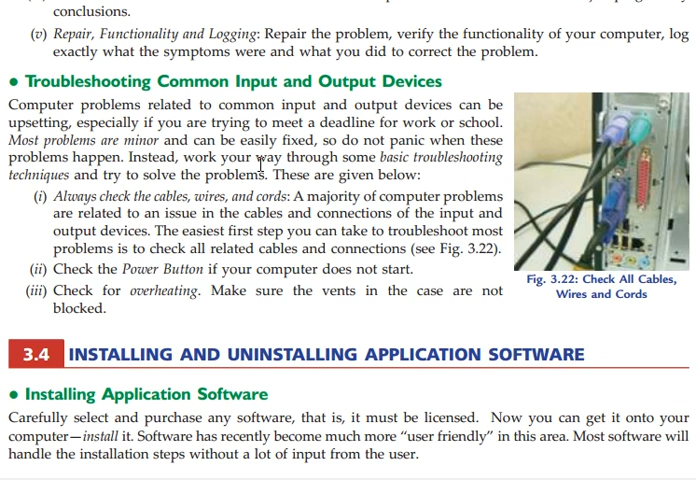 conclusions.
(v) Repair, Functionality and Logging: Repair the problem, verify the functionality of your computer, log
exactly what the symptoms were and what you did to correct the problem.
• Troubleshooting Common Input and Output Devices
Computer problems related to common input and output devices can be
upsetting, especially if you are trying to meet a deadline for work or school.
Most problems are minor and can be easily fixed, so do not panic when these
problems happen. Instead, work your way through some basic troubleshooting
techniques and try to solve the problems. These are given below:
(i) Always check the cables, wires, and cords: A majority of computer problems
are related to an issue in the cables and connections of the input and
output devices. The easiest first step you can take to troubleshoot most
problems is to check all related cables and connections (see Fig. 3.22).
(ii) Check the Power Button if your computer does not start.
(iii) Check for overheating. Make sure the vents in the case are not
blocked.
Fig. 3.22: Check All Cables,
Wires and Cords
3.4 INSTALLING AND UNINSTALLING APPLICATION SOFTWARE
• Installing Application Software
Carefully select and purchase any software, that is, it must be licensed. Now you can get it onto your
computer—install it. Software has recently become much more “user friendly” in this area. Most software will
handle the installation steps without a lot of input from the user.